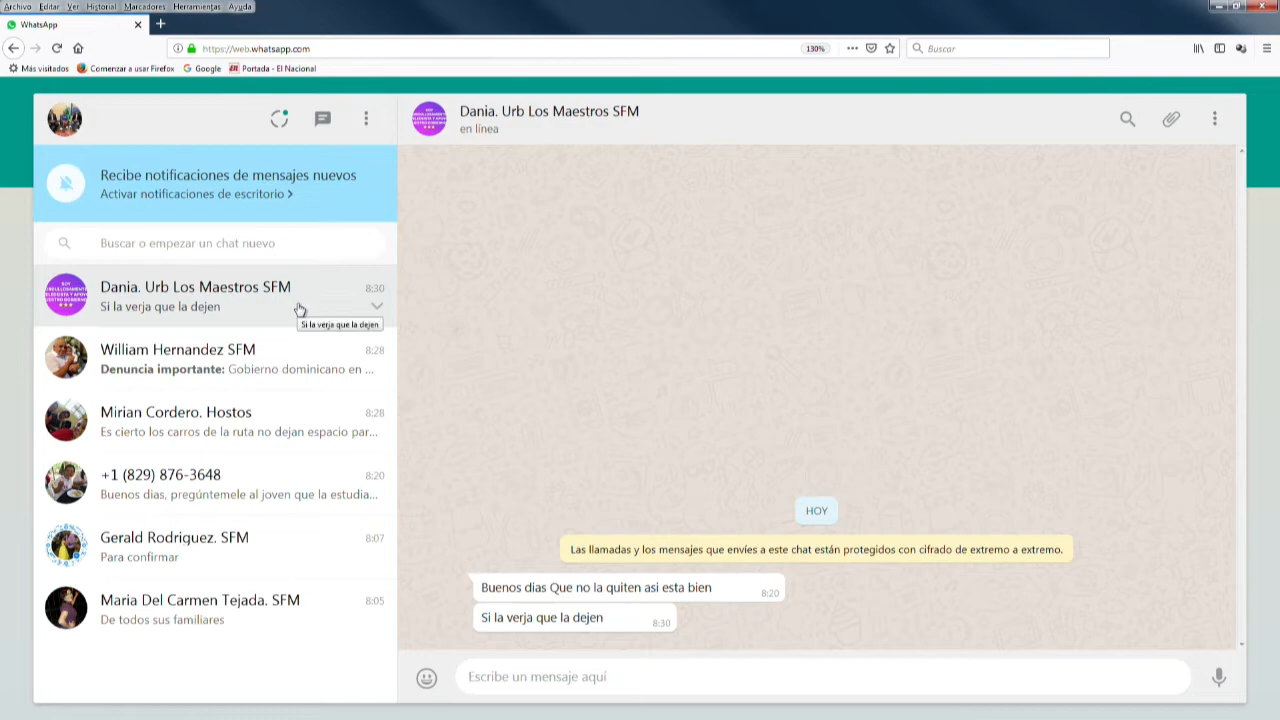 Archivo Editar Ver Historial Marcadores Herramientas Ayuda
WhatsApp
https://web.whatsapp.com
130%
Buscar
Más visitados Comenzar a usar Firefox Google Portada - El Nacional
Dania. Urb Los Maestros SFM
en línea
Recibe notificaciones de mensajes nuevos
Activar notificaciones de escritorio >
Buscar o empezar un chat nuevo
Dania. Urb Los Maestros SFM 8:30
Si la verja que la dejen
Si la verja que la dejen
William Hernandez SFM 8:28
Denuncia importante: Gobierno dominicano en ...
Mirian Cordero. Hostos 8:28
Es cierto los carros de la ruta no dejan espacio par...
+1 (829) 876-3648 8:20
Buenos dias, pregúntemele al joven que la estudia...
Gerald Rodriquez. SFM 8:07
Para confirmar
Maria Del Carmen Tejada. SFM 8:05
De todos sus familiares
HOY
Las llamadas y los mensajes que envíes a este chat están protegidos con cifrado de extremo a extremo.
Buenos dias Que no la quiten asi esta bien 8:20
Si la verja que la dejen 8:30
Escribe un mensaje aquí